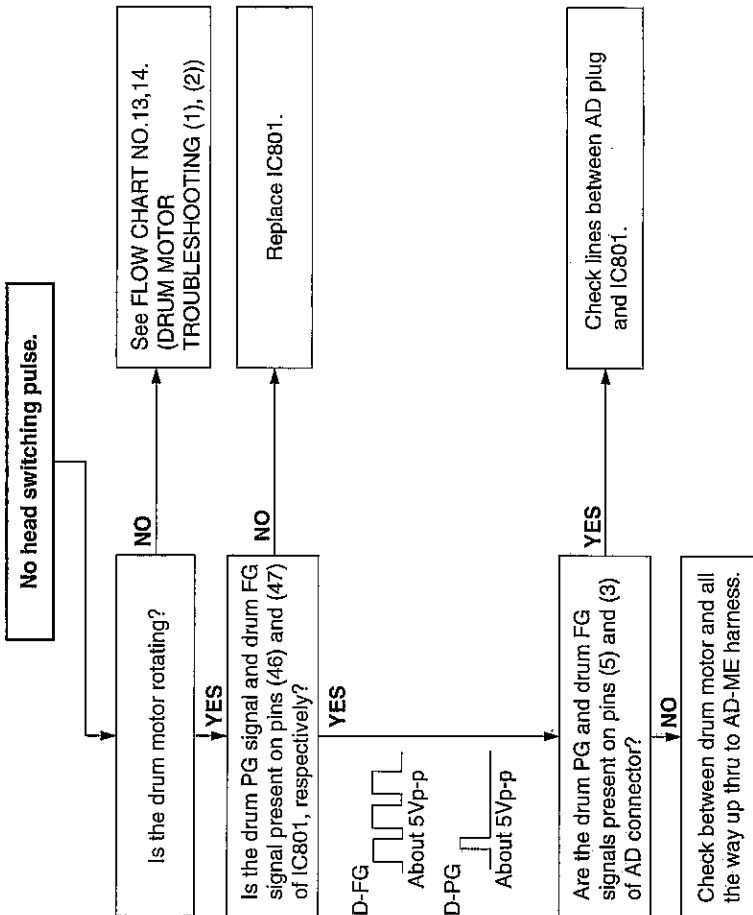 No head switching pulse.
Is the drum motor rotating?
NO
See FLOW CHART NO.13,14.
(DRUM MOTOR
TROUBLESHOOTING (1), (2))
YES
Is the drum PG signal and drum FG
signal present on pins (46) and (47)
of IC801, respectively?
NO
Replace IC801.
YES
D-FG
About 5Vp-p
D-PG
About 5Vp-p
Are the drum PG and drum FG
signals present on pins (5) and (3)
of AD connector?
YES
Check lines between AD plug
and IC801.
NO
Check between drum motor and all
the way up thru to AD-ME harness.